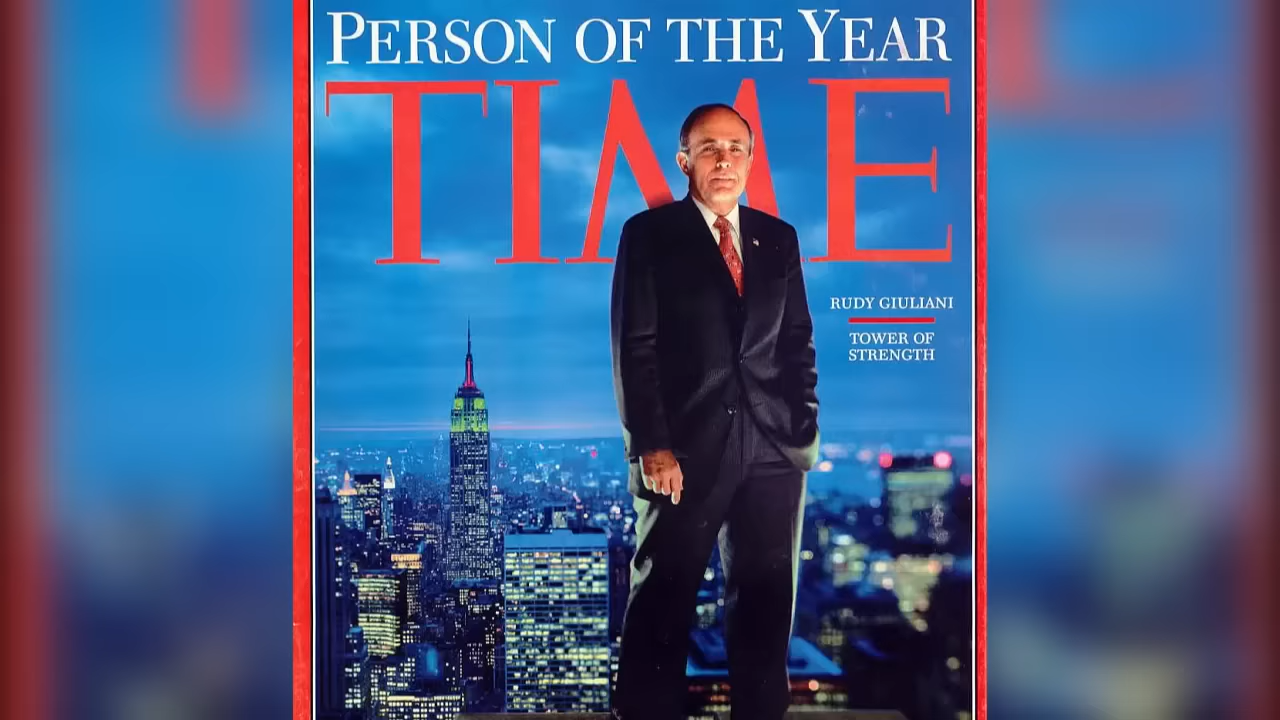 PERSON OF THE YEAR
TIME
RUDY GIULIANI
TOWER OF
STRENGTH